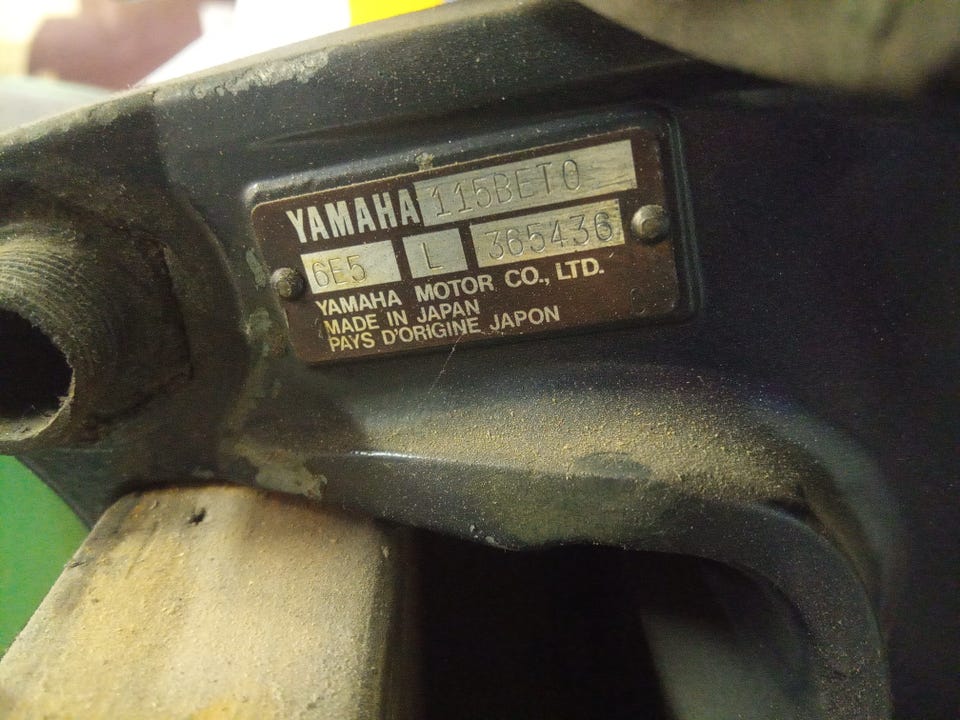 YAMAHA 115BETO
6E5 L 365436
YAMAHA MOTOR CO., LTD.
MADE IN JAPAN
PAYS D'ORIGINE JAPON